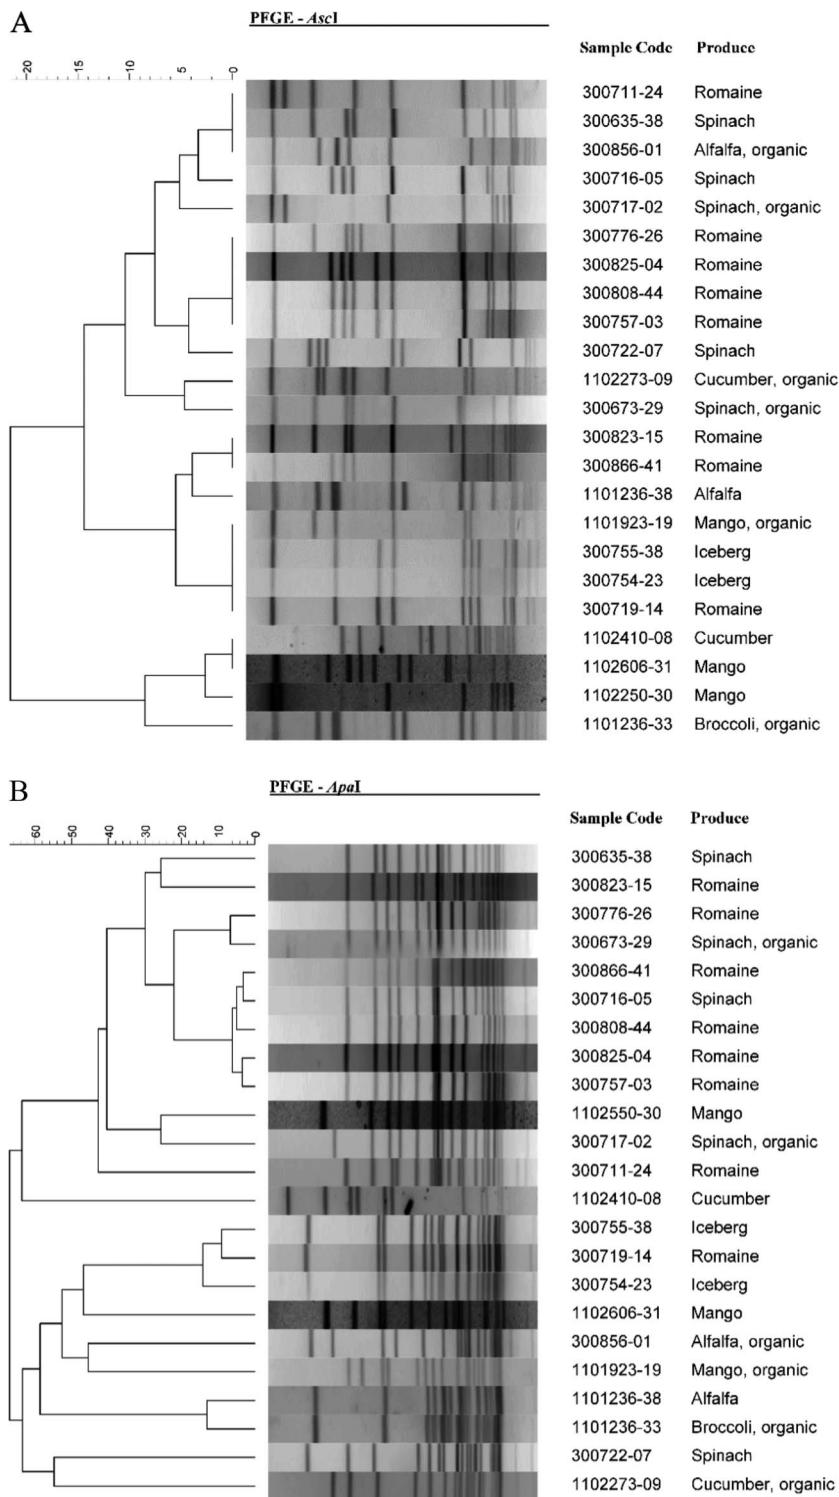 A
PFGE - AscI
Sample Code Produce
20 15 10 5 0
300711-24 Romaine
300635-38 Spinach
300856-01 Alfalfa, organic
300716-05 Spinach
300717-02 Spinach, organic
300776-26 Romaine
300825-04 Romaine
300808-44 Romaine
300757-03 Romaine
300722-07 Spinach
1102273-09 Cucumber, organic
300673-29 Spinach, organic
300823-15 Romaine
300866-41 Romaine
1101236-38 Alfalfa
1101923-19 Mango, organic
300755-38 Iceberg
300754-23 Iceberg
300719-14 Romaine
1102410-08 Cucumber
1102606-31 Mango
1102250-30 Mango
1101236-33 Broccoli, organic
B
PFGE - ApaI
Sample Code Produce
60 50 40 30 20 10 0
300635-38 Spinach
300823-15 Romaine
300776-26 Romaine
300673-29 Spinach, organic
300866-41 Romaine
300716-05 Spinach
300808-44 Romaine
300825-04 Romaine
300757-03 Romaine
1102550-30 Mango
300717-02 Spinach, organic
300711-24 Romaine
1102410-08 Cucumber
300755-38 Iceberg
300719-14 Romaine
300754-23 Iceberg
1102606-31 Mango
300856-01 Alfalfa, organic
1101923-19 Mango, organic
1101236-38 Alfalfa
1101236-33 Broccoli, organic
300722-07 Spinach
1102273-09 Cucumber, organic